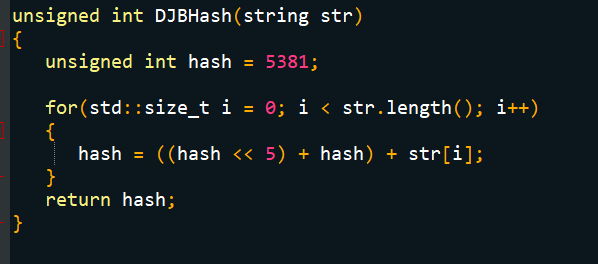 unsigned int DJBHash(string str)
{
unsigned int hash = 5381;
for(std::size_t i = 0; i < str.length(); i++)
{
hash = ((hash << 5) + hash) + str[i];
}
return hash;
}